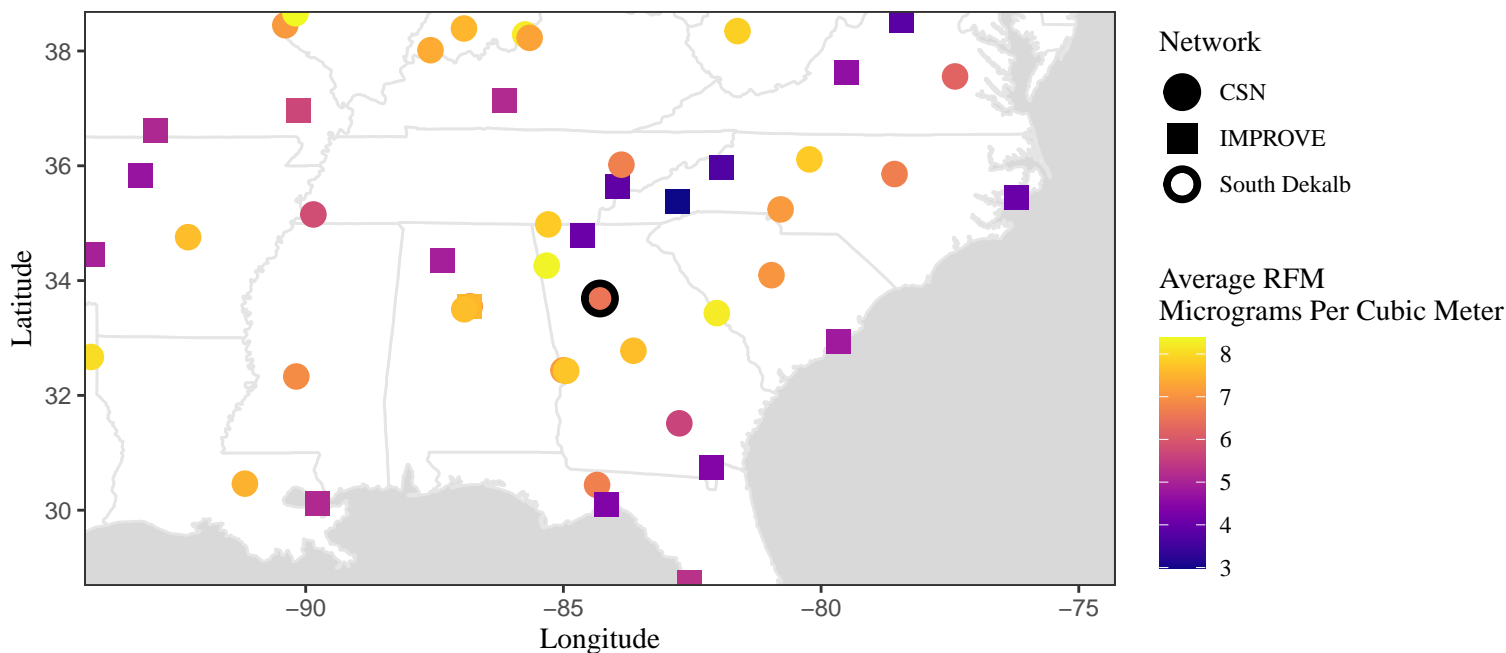 38
36
34
32
30
Latitude
−90
−85
−80
−75
Longitude
Network
CSN
IMPROVE
South Dekalb
Average RFM
Micrograms Per Cubic Meter
8
7
6
5
4
3